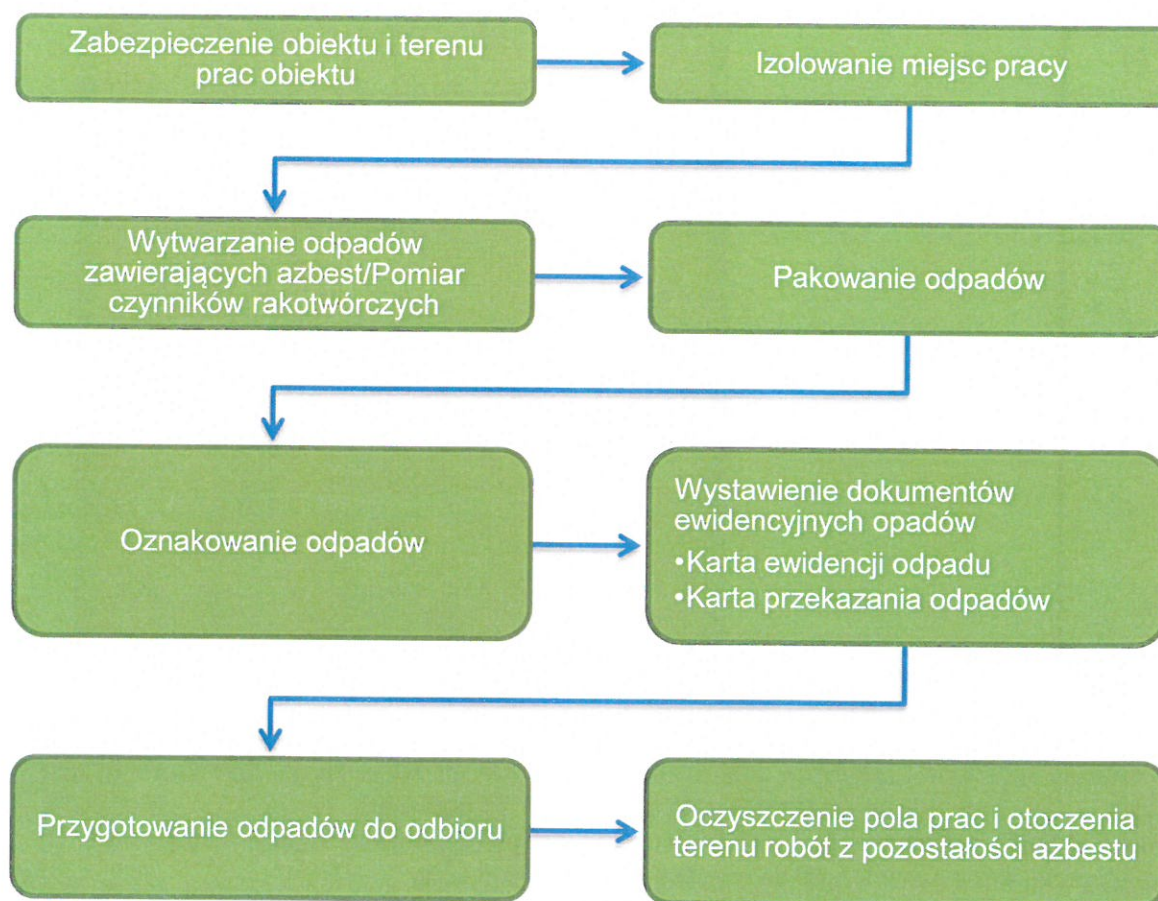 Zabezpieczenie obiektu i terenu
prac obiektu
Izolowanie miejsc pracy
Wytwarzanie odpadów
zawierających azbest/Pomiar
czynników rakotwórczych
Pakowanie odpadów
Oznakowanie odpadów
Wystawienie dokumentów
ewidencyjnych opadów
•Karta ewidencji odpadu
•Karta przekazania odpadów
Przygotowanie odpadów do odbioru
Oczyszczenie pola prac i otoczenia
terenu robót z pozostałości azbestu